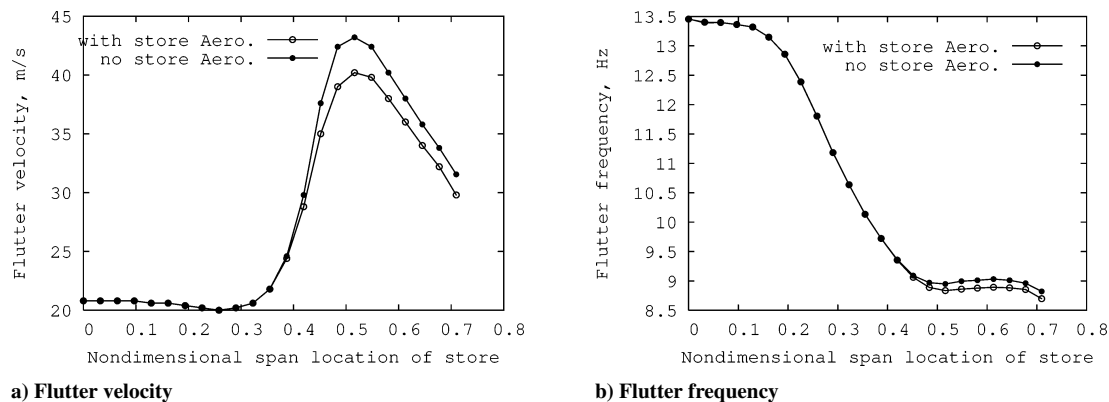 45
40
35
30
25
20
Flutter velocity, m/s
with store Aero.
no store Aero.
0 0.1 0.2 0.3 0.4 0.5 0.6 0.7 0.8
Nondimensional span location of store
a) Flutter velocity
13.5
13
12.5
12
11.5
11
10.5
10
9.5
9
8.5
Flutter frequency, Hz
with store Aero.
no store Aero.
0 0.1 0.2 0.3 0.4 0.5 0.6 0.7 0.8
Nondimensional span location of store
b) Flutter frequency